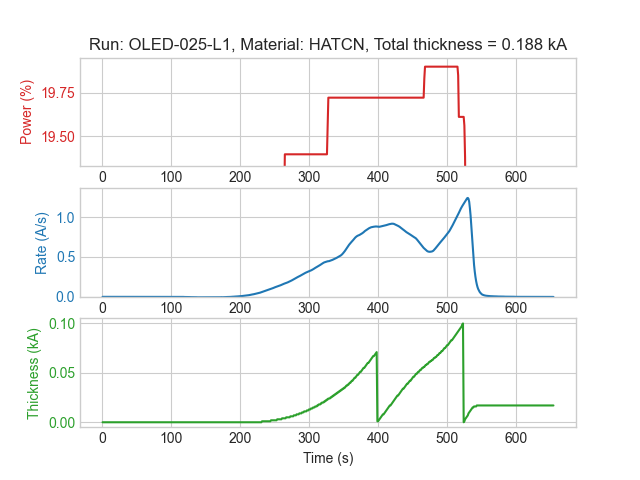 Run: OLED-025-L1, Material: HATCN, Total thickness = 0.188 kA
Power (%)
19.75
19.50
0 100 200 300 400 500 600
Rate (A/s)
1.0
0.5
0.0
0 100 200 300 400 500 600
Thickness (kA)
0.10
0.05
0.00
0 100 200 300 400 500 600
Time (s)